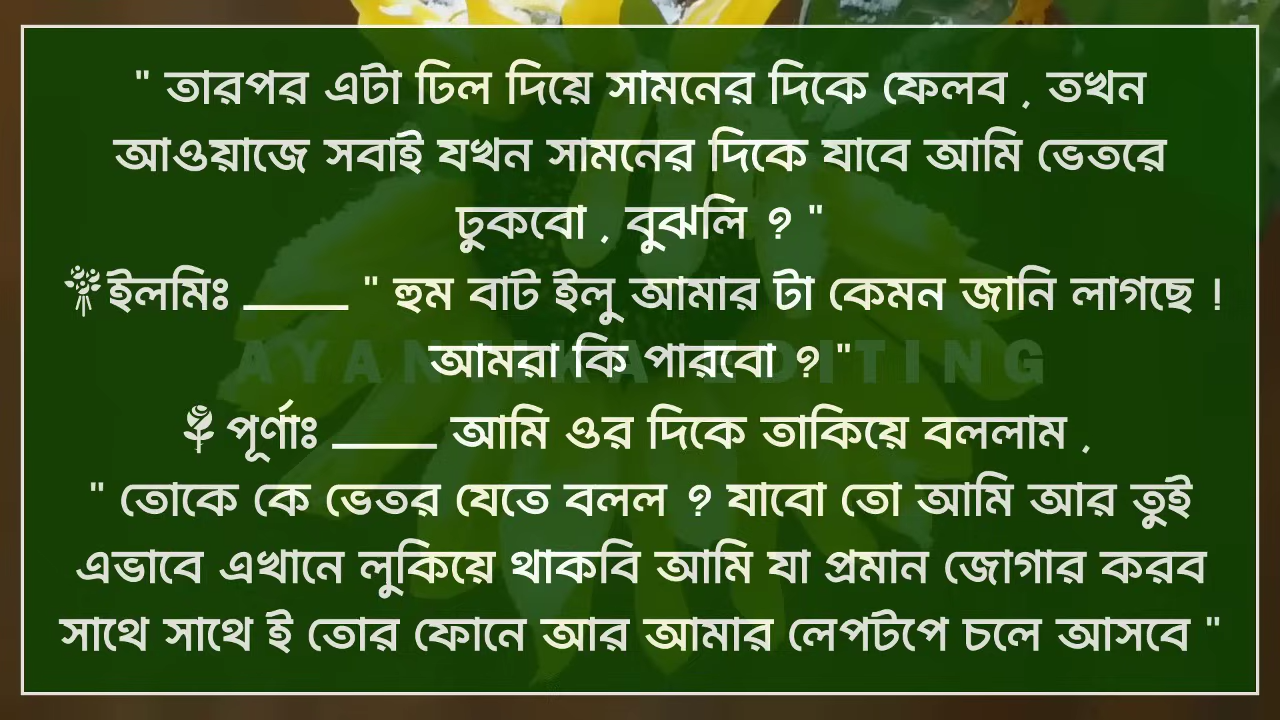 " তারপর এটা ঢিল দিয়ে সামনের দিকে ফেলব , তখন
আওয়াজে সবাই যখন সামনের দিকে যাবে আমি ভেতরে
ঢুকবো , বুঝলি ? "
ইলমিঃ ____ " হুম বাট ইলু আমার টা কেমন জানি লাগছে !
আমরা কি পারবো ? "
AYANTIKA EDITING
পূর্ণাঃ ____ আমি ওর দিকে তাকিয়ে বললাম ,
" তোকে কে ভেতর যেতে বলল ? যাবো তো আমি আর তুই
এভাবে এখানে লুকিয়ে থাকবি আমি যা প্রমান জোগার করব
সাথে সাথে ই তোর ফোনে আর আমার লেপটপে চলে আসবে "